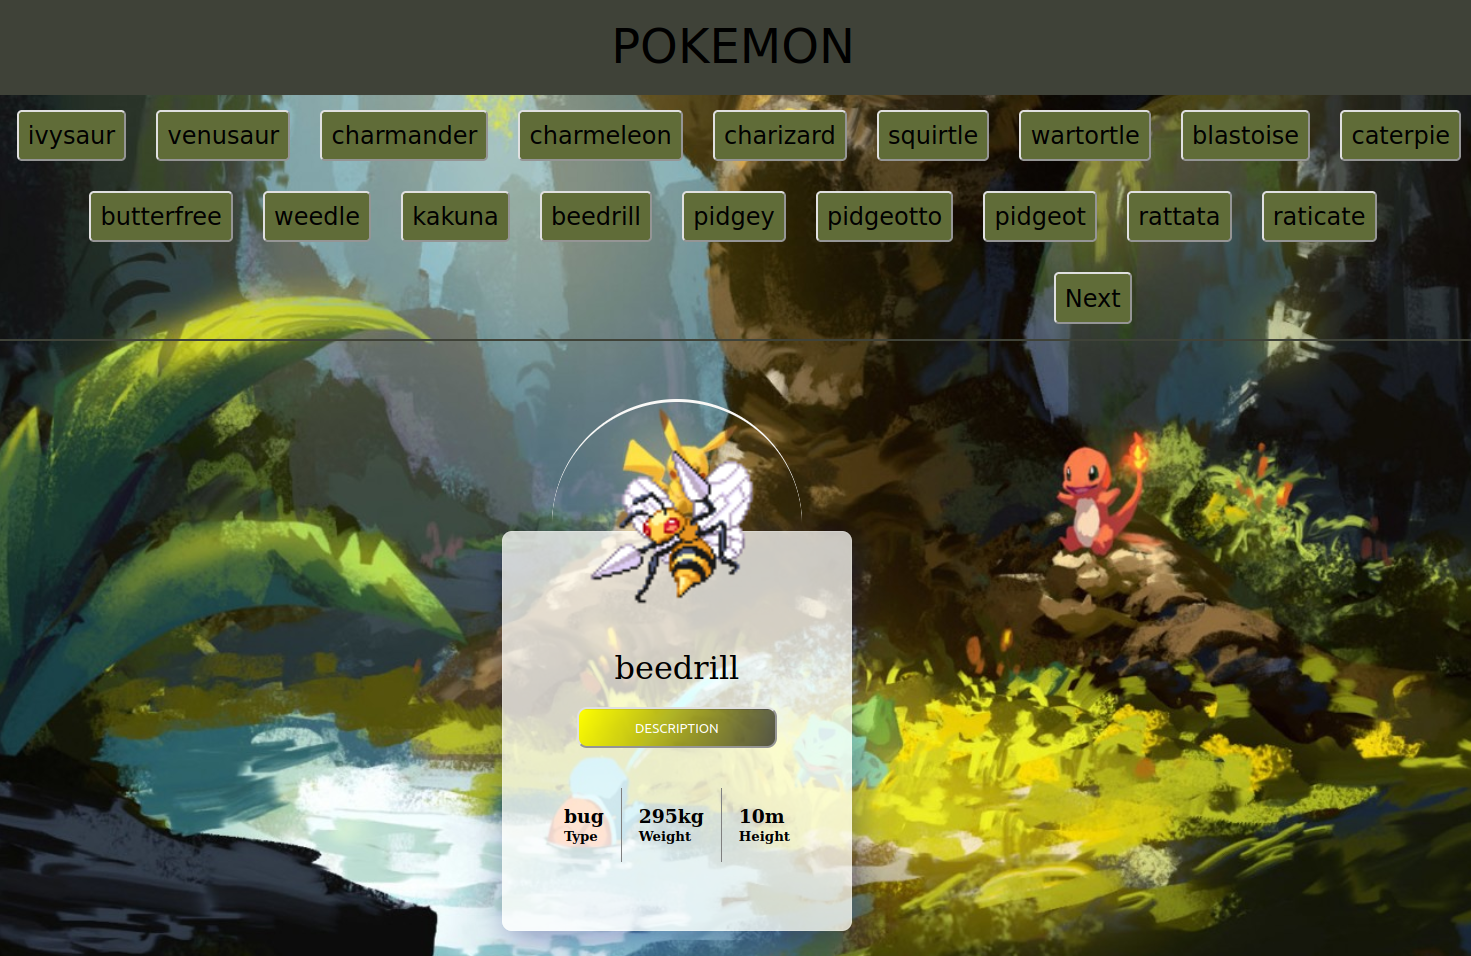 POKEMON
ivysaur venusaur charmander charmeleon charizard squirtle wartortle blastoise caterpie
butterfree weedle kakuna beedrill pidgey pidgeotto pidgeot rattata raticate
Next
beedrill
DESCRIPTION
bug 295kg 10m
Type Weight Height